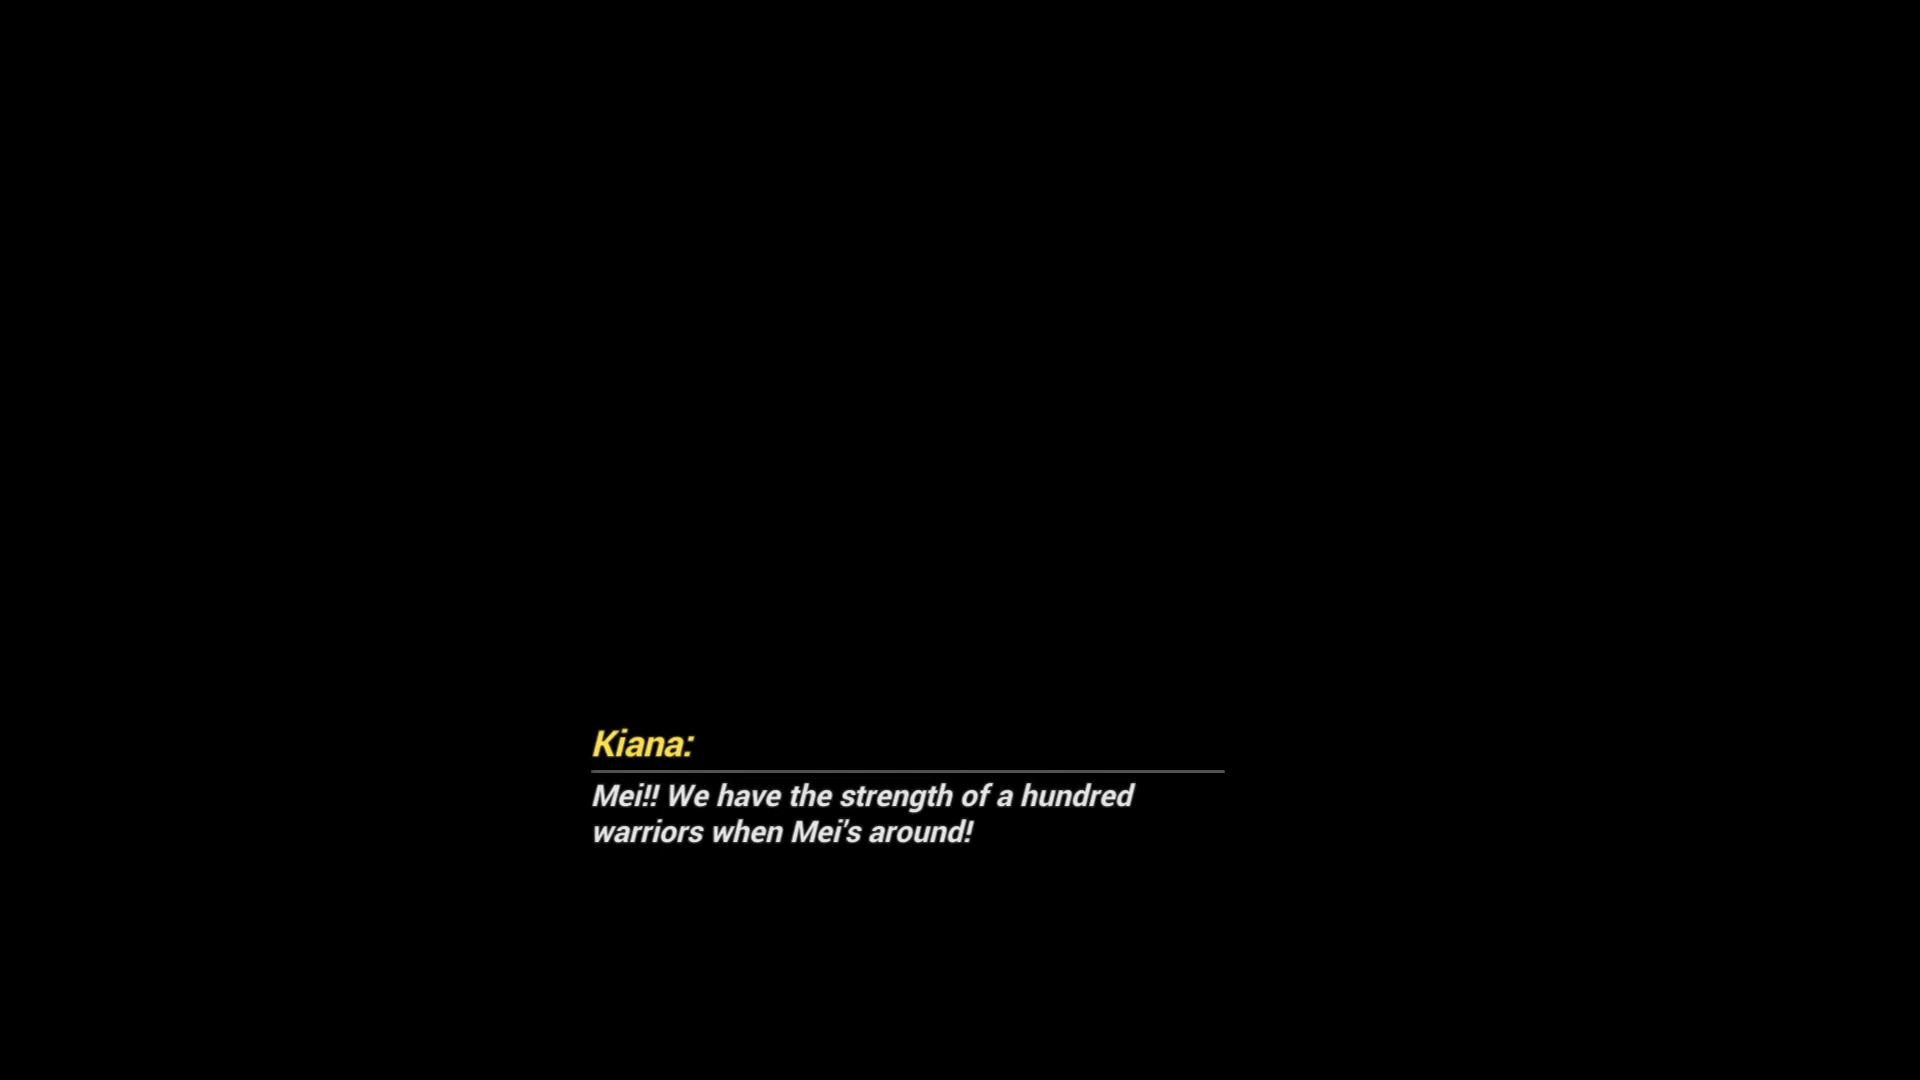 Kiana:
Mei!! We have the strength of a hundred
warriors when Mei's around!